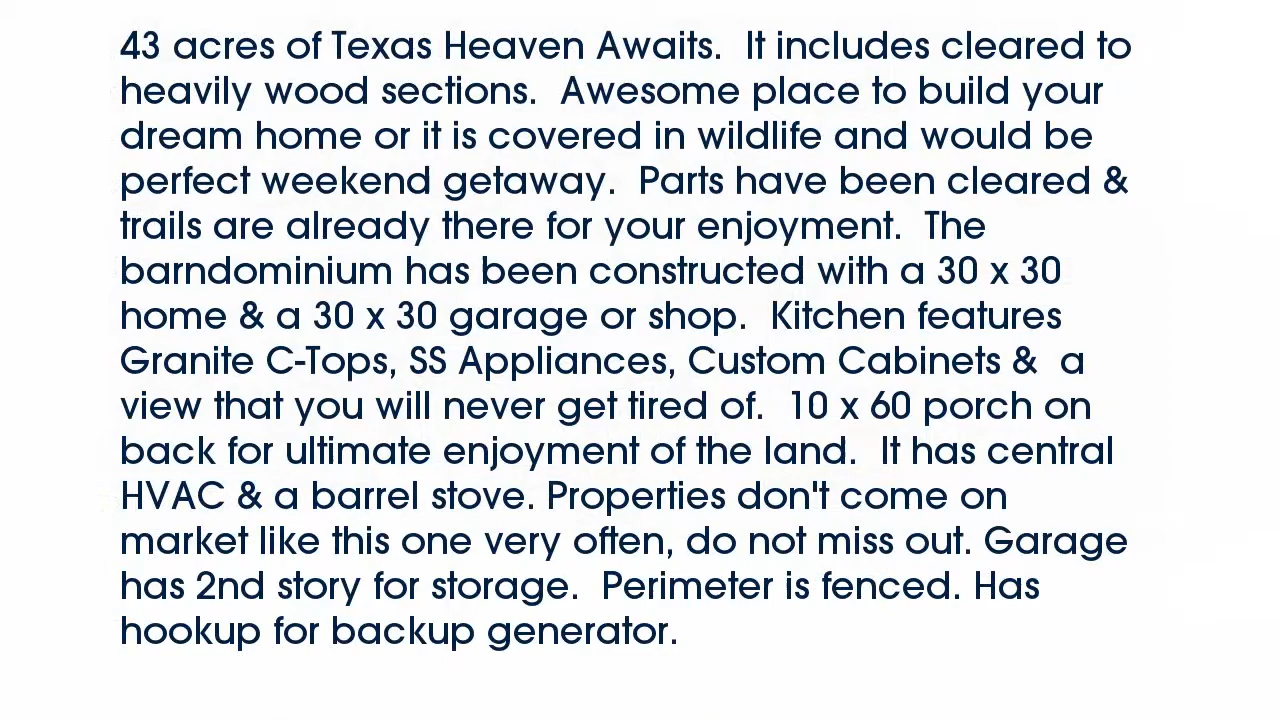 43 acres of Texas Heaven Awaits.  It includes cleared to
heavily wood sections.  Awesome place to build your
dream home or it is covered in wildlife and would be
perfect weekend getaway.  Parts have been cleared &
trails are already there for your enjoyment.  The
barndominium has been constructed with a 30 x 30
home & a 30 x 30 garage or shop.  Kitchen features
Granite C-Tops, SS Appliances, Custom Cabinets &  a
view that you will never get tired of.  10 x 60 porch on
back for ultimate enjoyment of the land.  It has central
HVAC & a barrel stove. Properties don't come on
market like this one very often, do not miss out. Garage
has 2nd story for storage.  Perimeter is fenced. Has
hookup for backup generator.